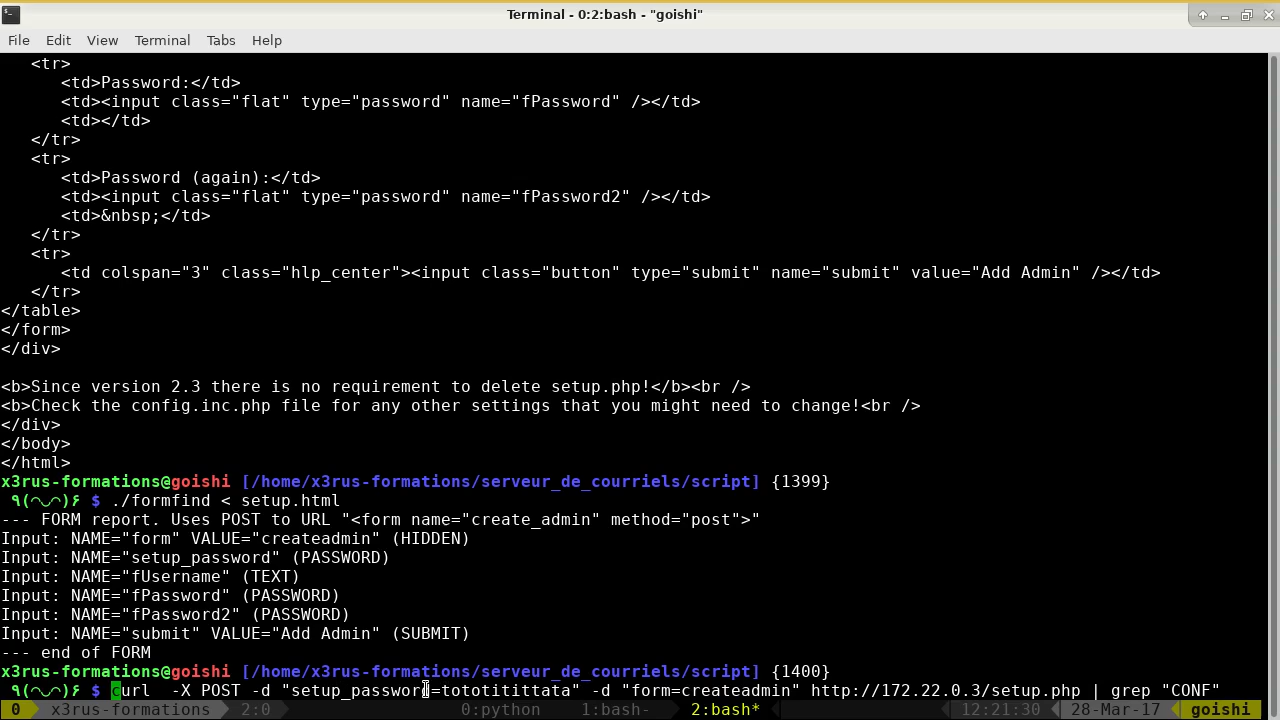 Terminal - 0:2:bash - "goishi"
File Edit View Terminal Tabs Help
<tr>
<td>Password:</td>
<td><input class="flat" type="password" name="fPassword" /></td>
<td></td>
</tr>
<tr>
<td>Password (again):</td>
<td><input class="flat" type="password" name="fPassword2" /></td>
<td>&nbsp;</td>
</tr>
<tr>
<td colspan="3" class="hlp_center"><input class="button" type="submit" name="submit" value="Add Admin" /></td>
</tr>
</table>
</form>
</div>
<b>Since version 2.3 there is no requirement to delete setup.php!</b><br />
<b>Check the config.inc.php file for any other settings that you might need to change!<br />
</div>
</body>
</html>
x3rus-formations@goishi [/home/x3rus-formations/serveur_de_courriels/script] {1399}
٩(◠◡◠)۶ $ ./formfind < setup.html
--- FORM report. Uses POST to URL "<form name="create_admin" method="post">"
Input: NAME="form" VALUE="createadmin" (HIDDEN)
Input: NAME="setup_password" (PASSWORD)
Input: NAME="fUsername" (TEXT)
Input: NAME="fPassword" (PASSWORD)
Input: NAME="fPassword2" (PASSWORD)
Input: NAME="submit" VALUE="Add Admin" (SUBMIT)
--- end of FORM
x3rus-formations@goishi [/home/x3rus-formations/serveur_de_courriels/script] {1400}
٩(◠◡◠)۶ $ curl  -X POST -d "setup_password=tototitittata" -d "form=createadmin" http://172.22.0.3/setup.php | grep "CONF"
0 x3rus-formations 2:0 0:python 1:bash- 2:bash* 12:21:30 28-Mar-17 goishi